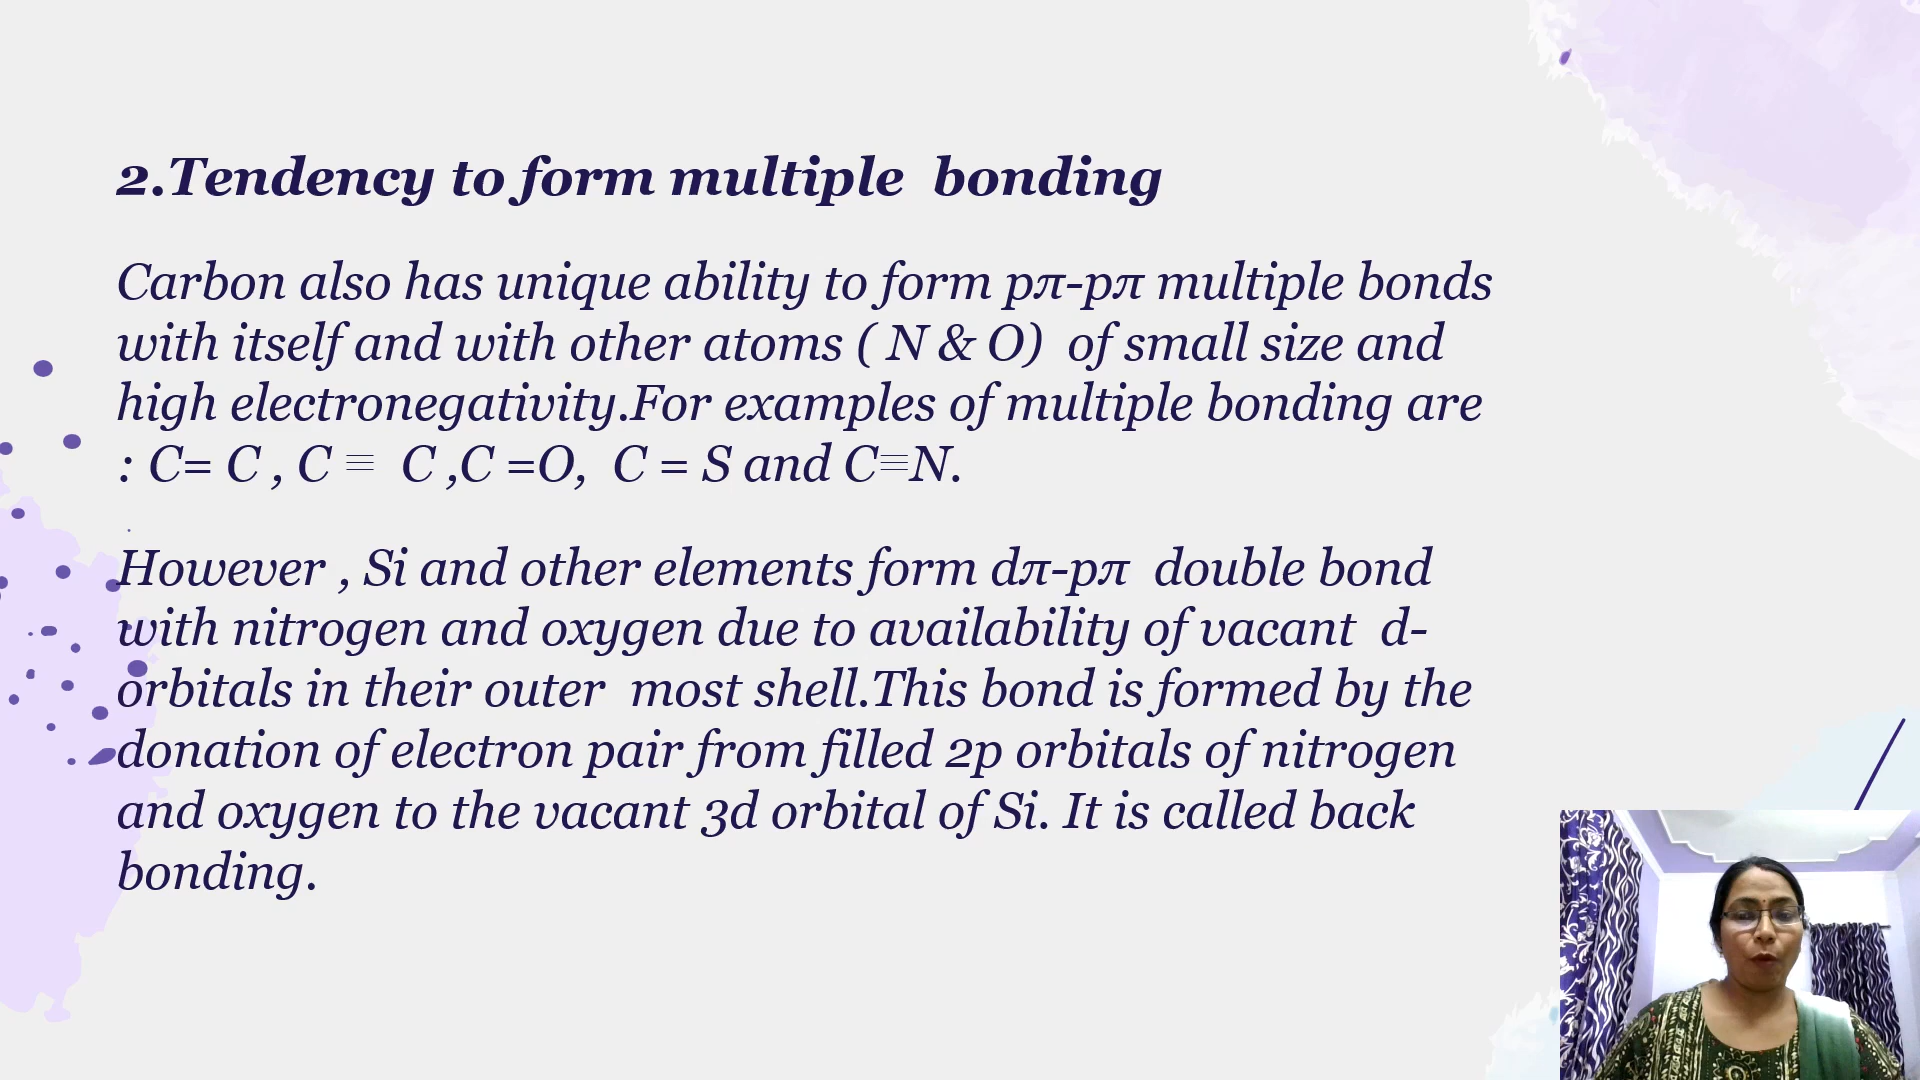 2.Tendency to form multiple bonding
Carbon also has unique ability to form pπ-pπ multiple bonds
with itself and with other atoms ( N & O) of small size and
high electronegativity.For examples of multiple bonding are
: C= C , C ≡ C ,C =O, C = S and C≡N.
However , Si and other elements form dπ-pπ double bond
with nitrogen and oxygen due to availability of vacant d-
orbitals in their outer most shell.This bond is formed by the
donation of electron pair from filled 2p orbitals of nitrogen
and oxygen to the vacant 3d orbital of Si. It is called back
bonding.